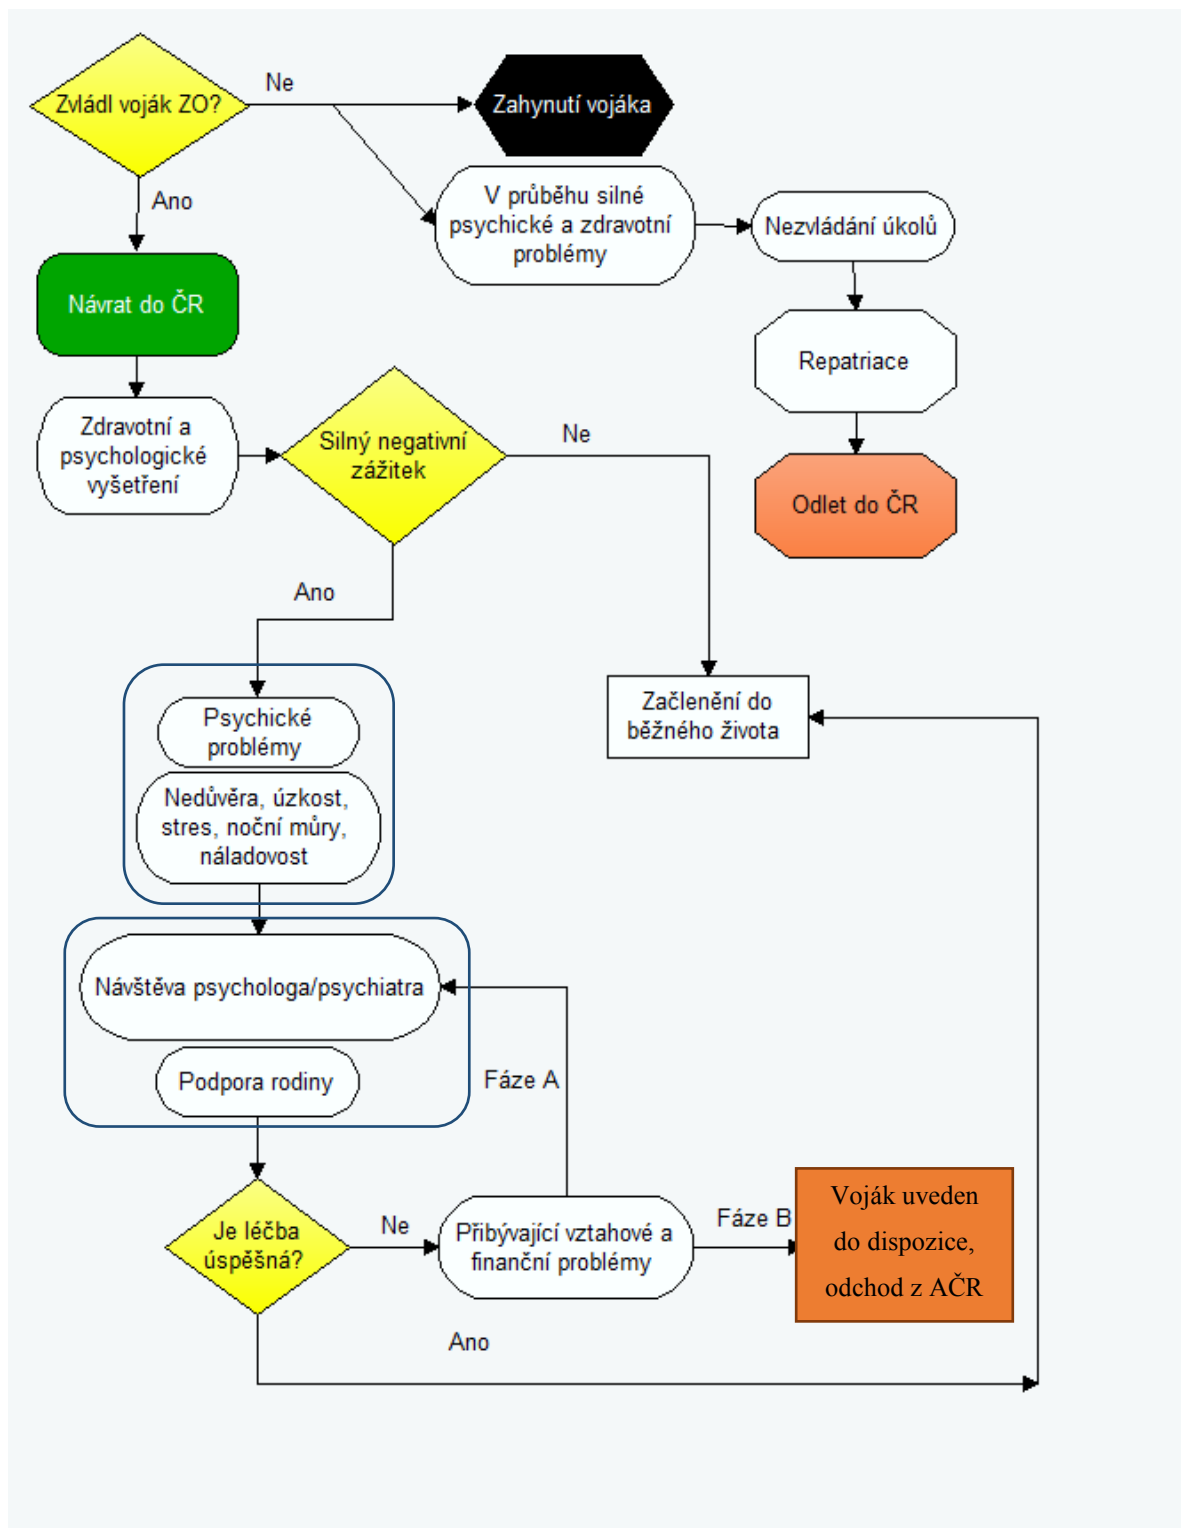 Zvládl voják ZO?
Ne
Zahynutí vojáka
Ano
V průběhu silné
psychické a zdravotní
problémy
Nezvládání úkolů
Návrat do ČR
Repatriace
Zdravotní a
psychologické
vyšetření
Silný negativní
zážitek
Ne
Odlet do ČR
Ano
Začlenění do
běžného života
Psychické
problémy
Nedůvěra, úzkost,
stres, noční můry,
náladovost
Návštěva psychologa/psychiatra
Podpora rodiny
Fáze A
Je léčba
úspěšná?
Ne
Přibývající vztahové a
finanční problémy
Fáze B
Voják uveden
do dispozice,
odchod z AČR
Ano